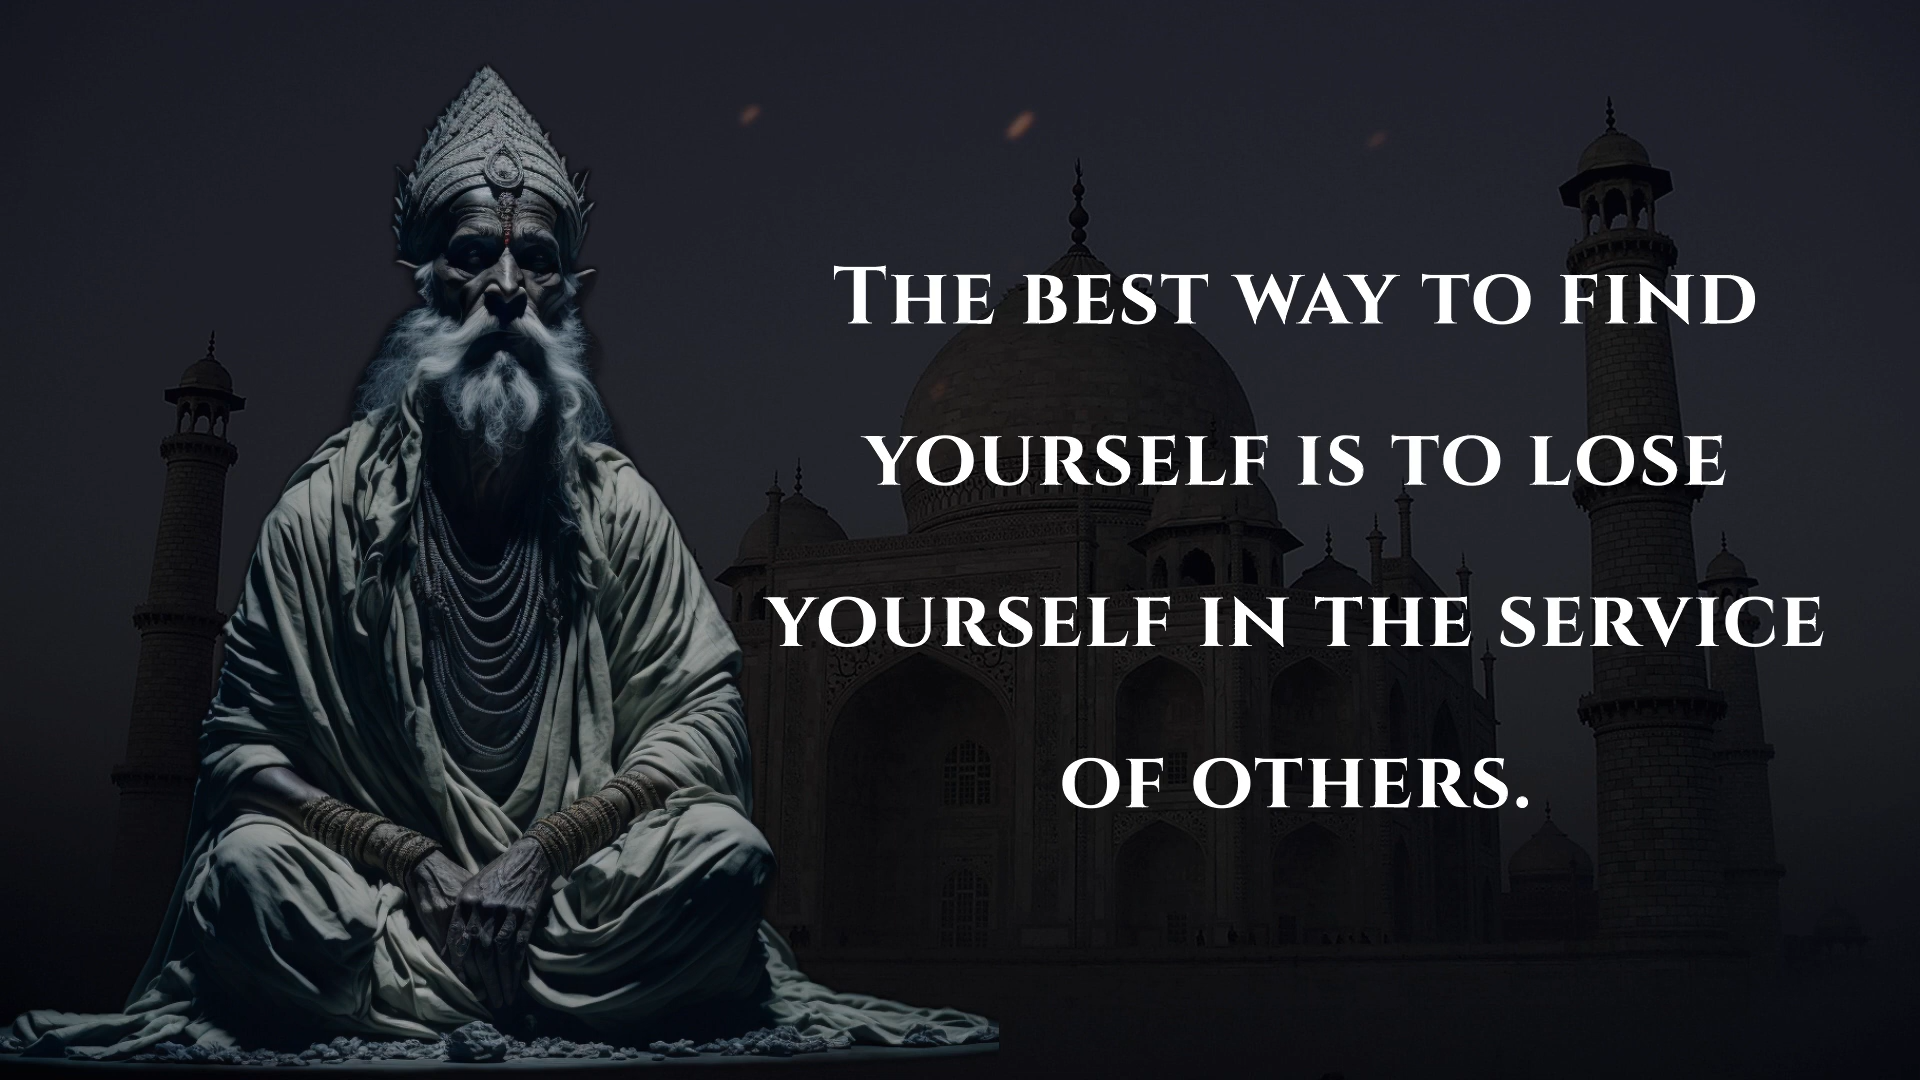 The best way to find
yourself is to lose
yourself in the service
of others.